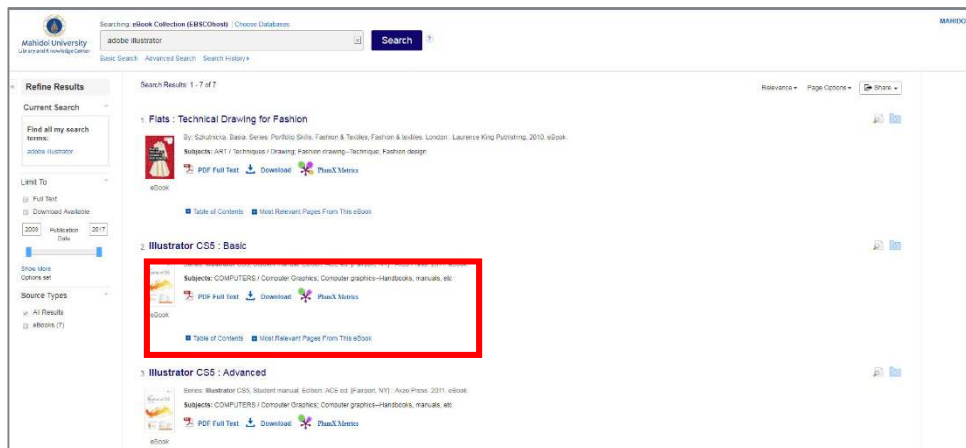 MAHIDO
Searching: eBook Collection (EBSCOhost) Choose Databases
adobe illustrator
Search
Mahidol University
Library and Knowledge Center
Basic Search Advanced Search Search History
Refine Results
Search Results: 1 - 7 of 7
Relevance Page Options Share
Current Search
Find all my search
terms:
adobe illustrator
Limit To
Full Text
Download Available
2009 Publication 2017
Date
Show More
Options set
Source Types
All Results
eBooks (7)
1. Flats : Technical Drawing for Fashion
By: Szkutnicka, Basia. Series: Portfolio Skills. Fashion & Textiles, Fashion & textiles. London : Laurence King Publishing. 2010. eBook.
Subjects: ART / Techniques / Drawing; Fashion drawing--Technique; Fashion design
PDF Full Text Download PlumX Metrics
eBook
Table of Contents Most Relevant Pages From This eBook
2. Illustrator CS5 : Basic
Subjects: COMPUTERS / Computer Graphics; Computer graphics--Handbooks, manuals, etc
PDF Full Text Download PlumX Metrics
eBook
Table of Contents Most Relevant Pages From This eBook
3. Illustrator CS5 : Advanced
Series: Illustrator CS5, Student manual. Edition: ACE ed. [Fairport, NY] : Axzo Press. 2011. eBook.
Subjects: COMPUTERS / Computer Graphics; Computer graphics--Handbooks, manuals, etc
PDF Full Text Download PlumX Metrics
eBook